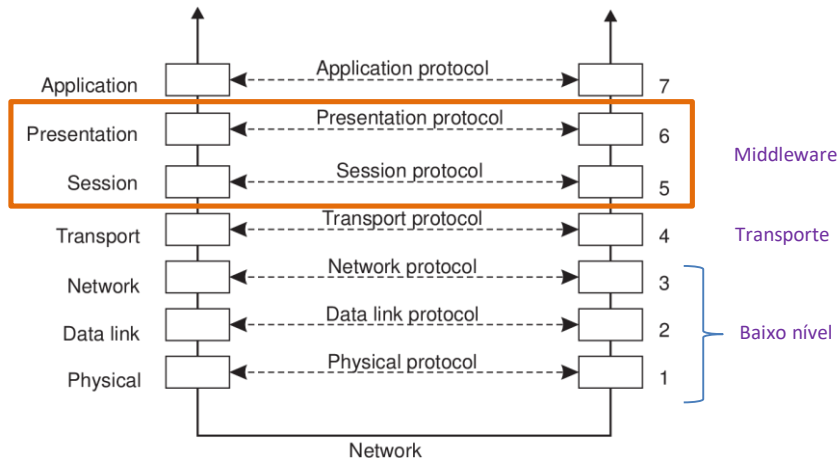 Application Application protocol 7
Presentation Presentation protocol 6
Middleware
Session Session protocol 5
Transport Transport protocol 4 Transporte
Network Network protocol 3
Data link Data link protocol 2 Baixo nível
Physical Physical protocol 1
Network